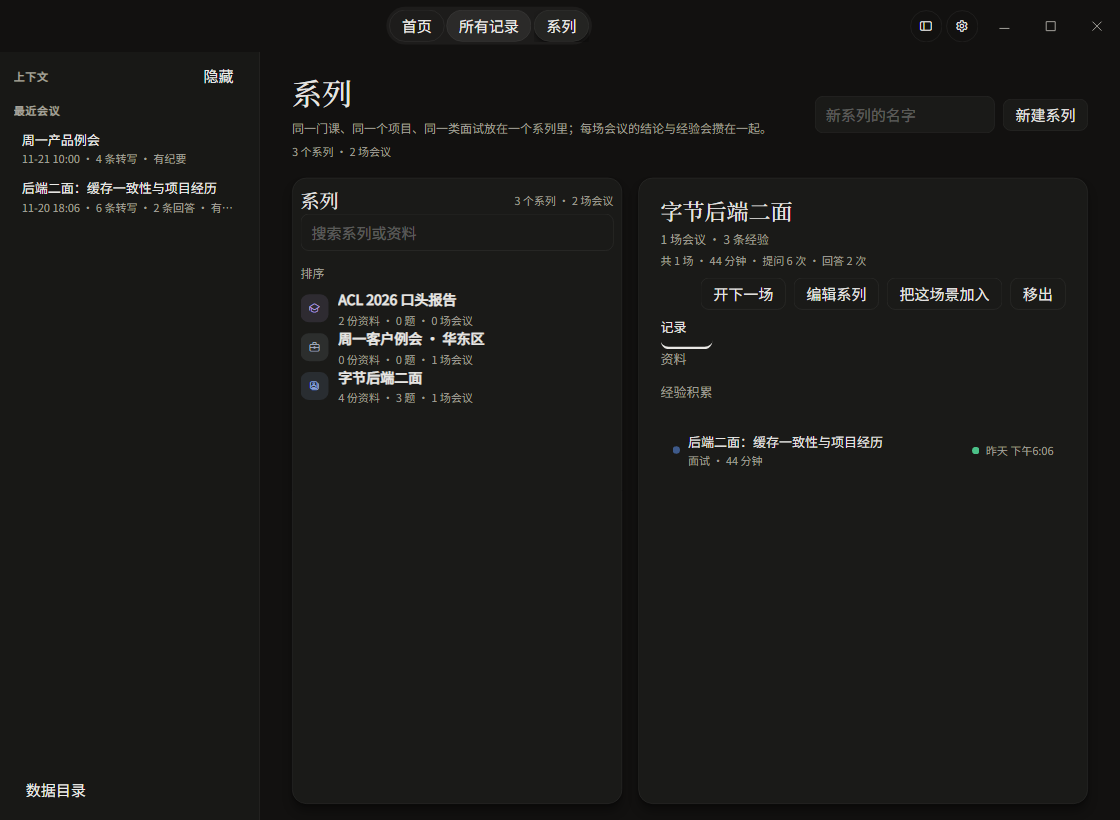 首页
所有记录
系列
上下文
隐藏
最近会议
周一产品例会
11-21 10:00 · 4 条转写 · 有纪要
后端二面：缓存一致性与项目经历
11-20 18:06 · 6 条转写 · 2 条回答 · 有…
数据目录
系列
同一门课、同一个项目、同一类面试放在一个系列里；每场会议的结论与经验会攒在一起。
3 个系列 · 2 场会议
新系列的名字
新建系列
系列
3 个系列 · 2 场会议
搜索系列或资料
排序
ACL 2026 口头报告
2 份资料 · 0 题 · 0 场会议
周一客户例会 · 华东区
0 份资料 · 0 题 · 1 场会议
字节后端二面
4 份资料 · 3 题 · 1 场会议
字节后端二面
1 场会议 · 3 条经验
共 1 场 · 44 分钟 · 提问 6 次 · 回答 2 次
开下一场
编辑系列
把这场景加入
移出
记录
资料
经验积累
后端二面：缓存一致性与项目经历
面试 · 44 分钟
昨天 下午6:06